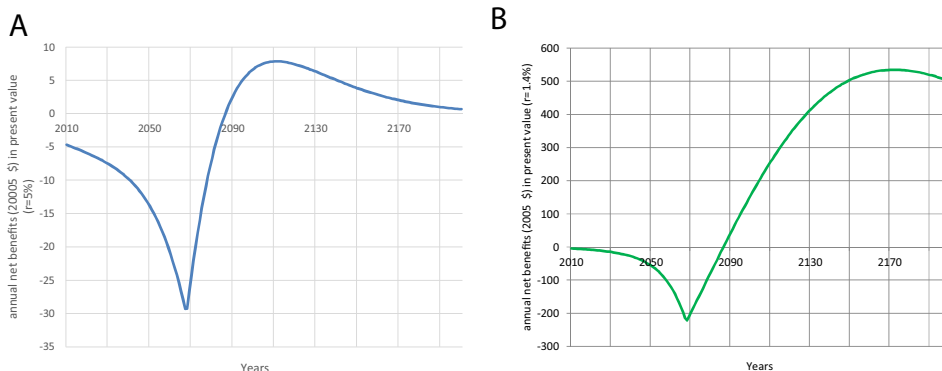 A
annual net benefits (20005 $) in present value
(r=5%)
10
5
0
-5
-10
-15
-20
-25
-30
-35
2010 2050 2090 2130 2170
Years
B
annual net benefits (2005 $) in present value (r=1.4%)
600
500
400
300
200
100
0
-100
-200
-300
2010 2050 2090 2130 2170
Years